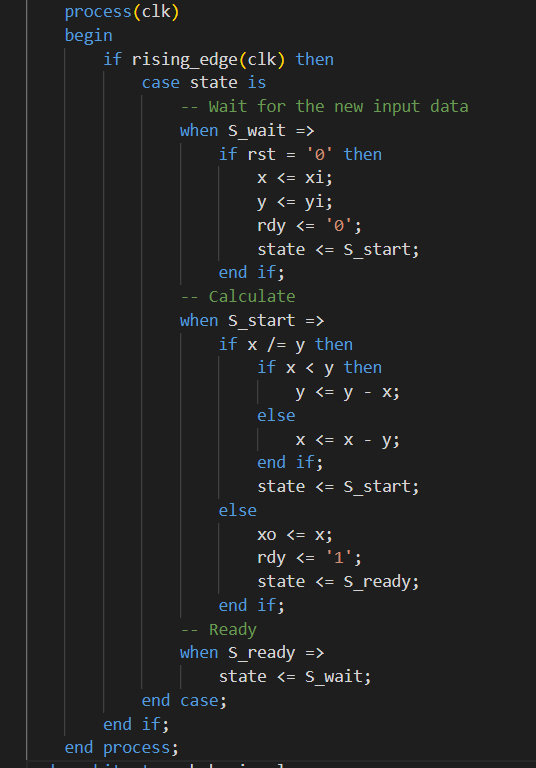 process(clk)
begin
if rising_edge(clk) then
case state is
-- Wait for the new input data
when S_wait =>
if rst = '0' then
x <= xi;
y <= yi;
rdy <= '0';
state <= S_start;
end if;
-- Calculate
when S_start =>
if x /= y then
if x < y then
y <= y - x;
else
x <= x - y;
end if;
state <= S_start;
else
xo <= x;
rdy <= '1';
state <= S_ready;
end if;
-- Ready
when S_ready =>
state <= S_wait;
end case;
end if;
end process;